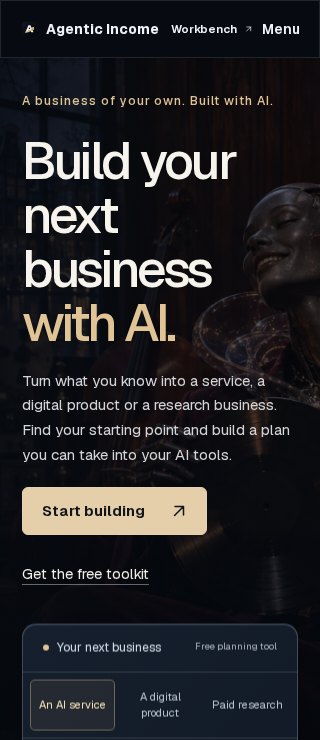 Agentic Income Workbench ↗ Menu
A business of your own. Built with AI.
Build your
next
business
with AI.
Turn what you know into a service, a
digital product or a research business.
Find your starting point and build a plan
you can take into your AI tools.
Start building ↗
Get the free toolkit
Your next business Free planning tool
An AI service A digital product Paid research